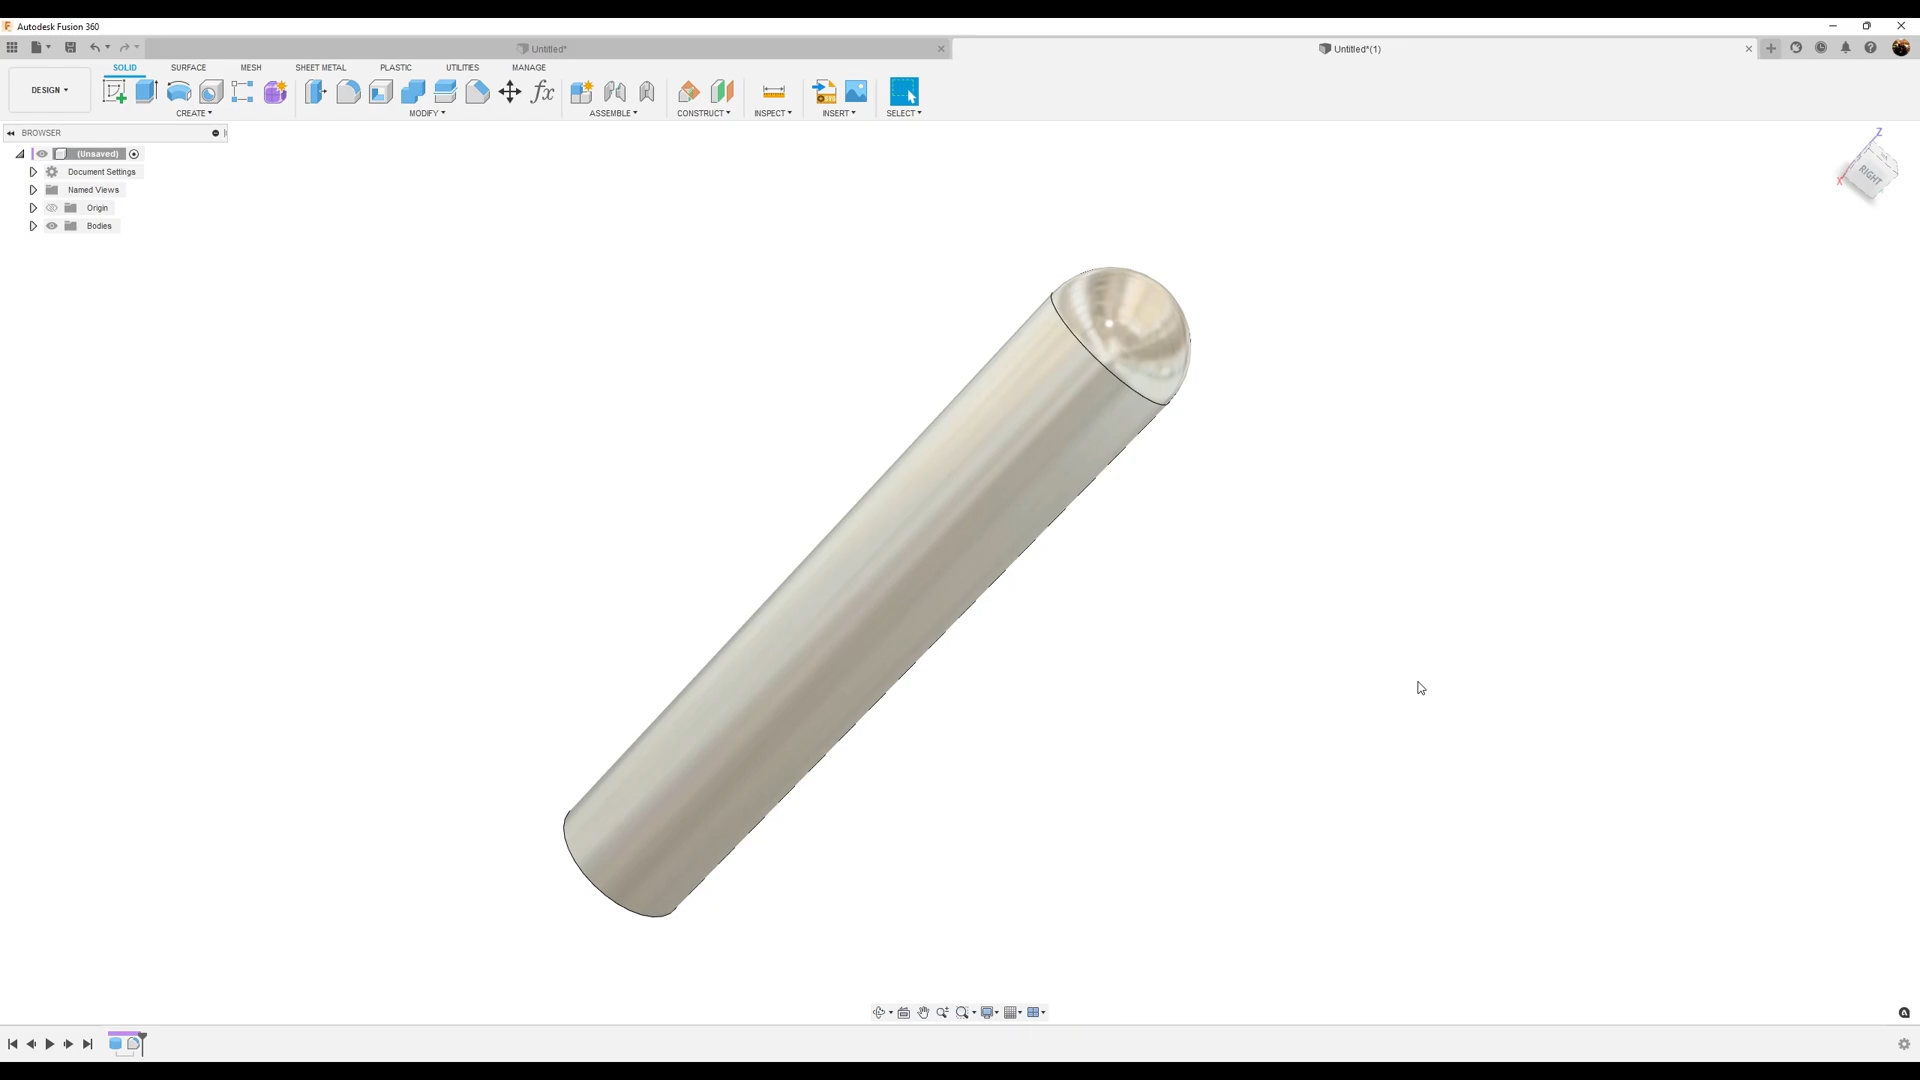 Autodesk Fusion 360
Untitled*
Untitled*(1)
SOLID SURFACE MESH SHEET METAL PLASTIC UTILITIES MANAGE
DESIGN
CREATE MODIFY ASSEMBLE CONSTRUCT INSPECT INSERT SELECT
BROWSER
(Unsaved)
Document Settings
Named Views
Origin
Bodies
Z
X
RIGHT